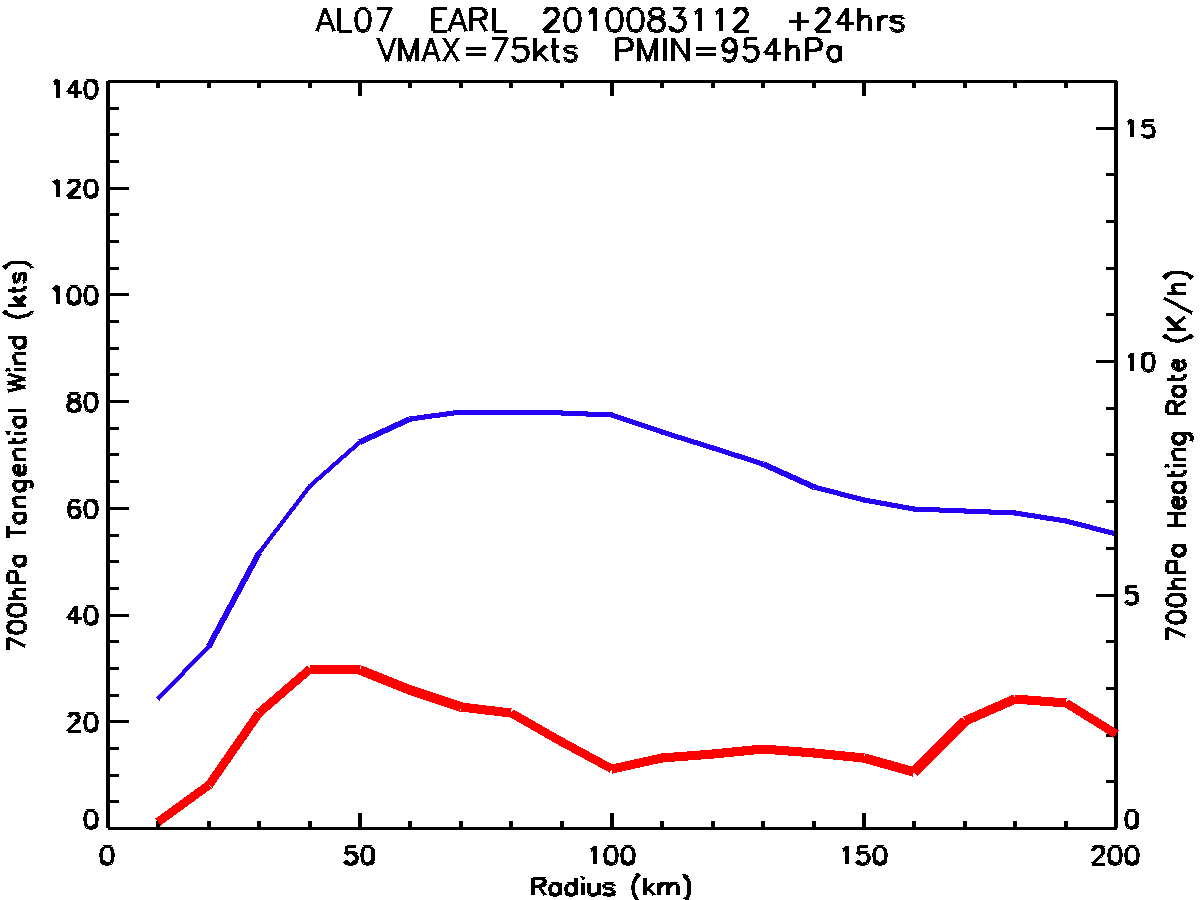 AL07 EARL 2010083112 +24hrs
VMAX=75kts PMIN=954hPa
140
120
100
80
60
40
20
0
700hPa Tangential Wind (kts)
15
10
5
0
700hPa Heating Rate (K/h)
0 50 100 150 200
Radius (km)